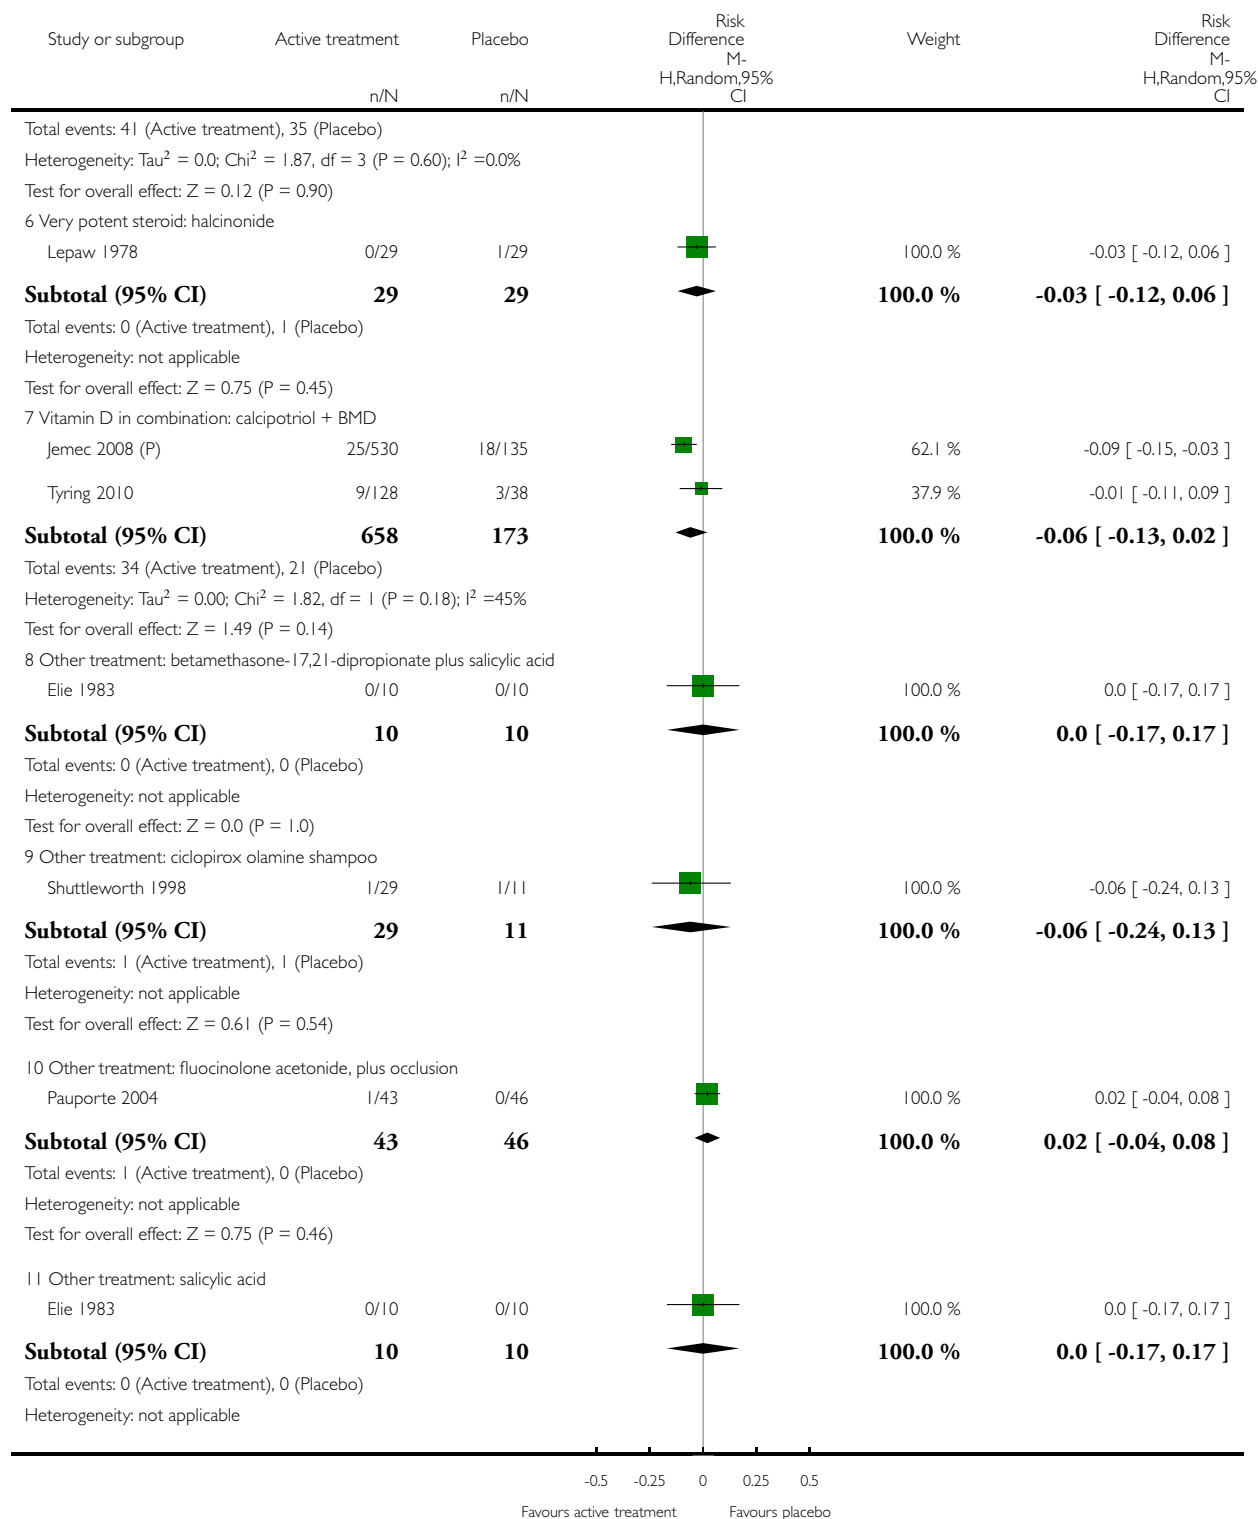 Study or subgroup Active treatment Placebo Risk Difference Weight Risk Difference
M-H,Random,95% CI M-H,Random,95% CI
n/N n/N
Total events: 41 (Active treatment), 35 (Placebo)
Heterogeneity: Tau² = 0.0; Chi² = 1.87, df = 3 (P = 0.60); I² =0.0%
Test for overall effect: Z = 0.12 (P = 0.90)
6 Very potent steroid: halcinonide
Lepaw 1978 0/29 1/29 100.0 % -0.03 [ -0.12, 0.06 ]
Subtotal (95% CI) 29 29 100.0 % -0.03 [ -0.12, 0.06 ]
Total events: 0 (Active treatment), 1 (Placebo)
Heterogeneity: not applicable
Test for overall effect: Z = 0.75 (P = 0.45)
7 Vitamin D in combination: calcipotriol + BMD
Jemec 2008 (P) 25/530 18/135 62.1 % -0.09 [ -0.15, -0.03 ]
Tyring 2010 9/128 3/38 37.9 % -0.01 [ -0.11, 0.09 ]
Subtotal (95% CI) 658 173 100.0 % -0.06 [ -0.13, 0.02 ]
Total events: 34 (Active treatment), 21 (Placebo)
Heterogeneity: Tau² = 0.00; Chi² = 1.82, df = 1 (P = 0.18); I² =45%
Test for overall effect: Z = 1.49 (P = 0.14)
8 Other treatment: betamethasone-17,21-dipropionate plus salicylic acid
Elie 1983 0/10 0/10 100.0 % 0.0 [ -0.17, 0.17 ]
Subtotal (95% CI) 10 10 100.0 % 0.0 [ -0.17, 0.17 ]
Total events: 0 (Active treatment), 0 (Placebo)
Heterogeneity: not applicable
Test for overall effect: Z = 0.0 (P = 1.0)
9 Other treatment: ciclopirox olamine shampoo
Shuttleworth 1998 1/29 1/11 100.0 % -0.06 [ -0.24, 0.13 ]
Subtotal (95% CI) 29 11 100.0 % -0.06 [ -0.24, 0.13 ]
Total events: 1 (Active treatment), 1 (Placebo)
Heterogeneity: not applicable
Test for overall effect: Z = 0.61 (P = 0.54)
10 Other treatment: fluocinolone acetonide, plus occlusion
Pauporte 2004 1/43 0/46 100.0 % 0.02 [ -0.04, 0.08 ]
Subtotal (95% CI) 43 46 100.0 % 0.02 [ -0.04, 0.08 ]
Total events: 1 (Active treatment), 0 (Placebo)
Heterogeneity: not applicable
Test for overall effect: Z = 0.75 (P = 0.46)
11 Other treatment: salicylic acid
Elie 1983 0/10 0/10 100.0 % 0.0 [ -0.17, 0.17 ]
Subtotal (95% CI) 10 10 100.0 % 0.0 [ -0.17, 0.17 ]
Total events: 0 (Active treatment), 0 (Placebo)
Heterogeneity: not applicable
-0.5 -0.25 0 0.25 0.5
Favours active treatment Favours placebo